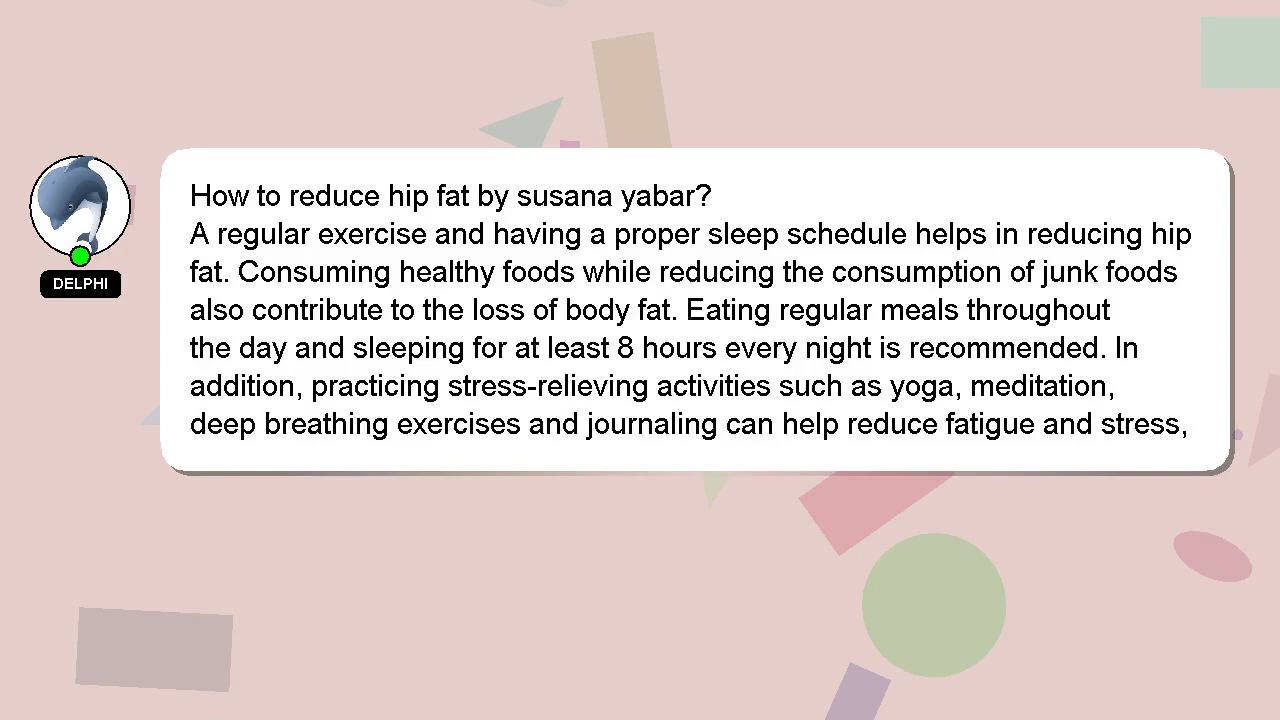 How to reduce hip fat by susana yabar?
A regular exercise and having a proper sleep schedule helps in reducing hip
fat. Consuming healthy foods while reducing the consumption of junk foods
also contribute to the loss of body fat. Eating regular meals throughout
the day and sleeping for at least 8 hours every night is recommended. In
addition, practicing stress-relieving activities such as yoga, meditation,
deep breathing exercises and journaling can help reduce fatigue and stress,
DELPHI